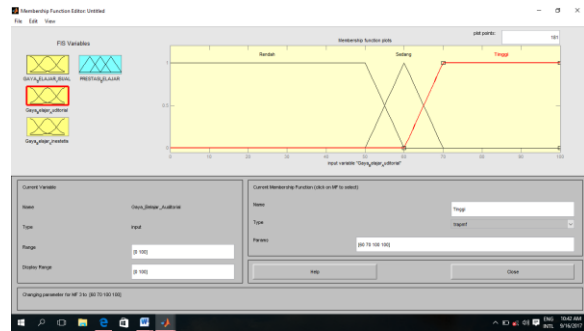 Membership Function Editor: Untitled
File Edit View
FIS Variables
Membership function plots
plot points:
101
GAYA_BELAJAR_VISUAL
PRESTASI_BELAJAR
Gaya_Belajar_Auditorial
Gaya_Belajar_Kinestetik
Rendah Sedang Tinggi
1
0.5
0
0 10 20 30 40 50 60 70 80 90 100
input variable "Gaya_Belajar_Auditorial"
Current Variable
Name Gaya_Belajar_Auditorial
Type input
Range [0 100]
Display Range [0 100]
Current Membership Function (click on MF to select)
Name Tinggi
Type trapmf
Params [60 70 100 100]
Help Close
Changing parameter for MF 3 to [60 70 100 100]
ENG 10:42 AM
INTL 9/16/2017